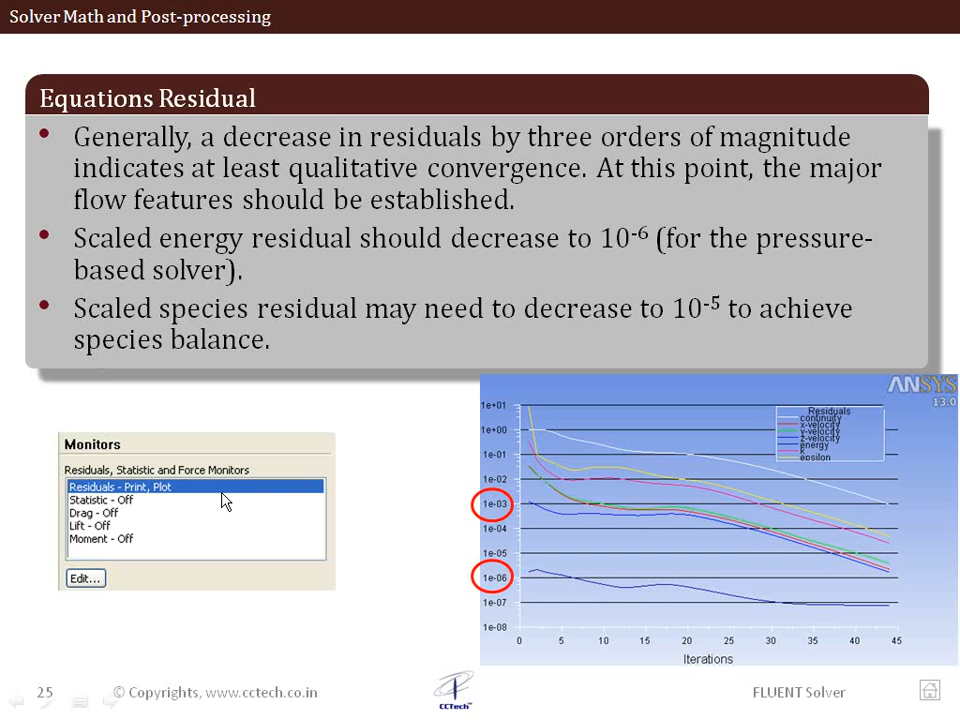 Solver Math and Post-processing
Equations Residual
• Generally, a decrease in residuals by three orders of magnitude
indicates at least qualitative convergence. At this point, the major
flow features should be established.
• Scaled energy residual should decrease to 10-6 (for the pressure-
based solver).
• Scaled species residual may need to decrease to 10-5 to achieve
species balance.
Monitors
Residuals, Statistic and Force Monitors
Residuals - Print, Plot
Statistic - Off
Drag - Off
Lift - Off
Moment - Off
Edit...
ANSYS
13.0
Residuals
continuity
x-velocity
y-velocity
z-velocity
energy
k
epsilon
1e+01
1e+00
1e-01
1e-02
1e-03
1e-04
1e-05
1e-06
1e-07
1e-08
0 5 10 15 20 25 30 35 40 45
Iterations
25
© Copyrights, www.cctech.co.in
CCTech™
FLUENT Solver